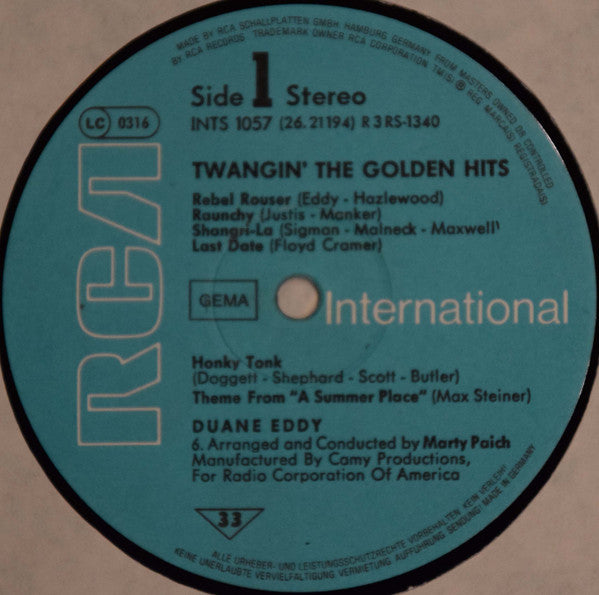 MADE BY RCA SCHALLPLATTEN GMBH, HAMBURG, GERMANY, FROM MASTERS OWNED OR CONTROLLED
BY RCA RECORDS TRADEMARK OWNER RCA CORPORATION TM(S) ® REG. MARCA(S) REGISTRADA(S)
Side 1 Stereo
LC 0316
INTS 1057 (26.21194) R 3 RS-1340
TWANGIN' THE GOLDEN HITS
Rebel Rouser (Eddy - Hazlewood)
Raunchy (Justis - Manker)
Shangri-La (Sigman - Malneck - Maxwell)
Last Date (Floyd Cramer)
RCA
GEMA
International
Honky Tonk
(Doggett - Shephard - Scott - Butler)
Theme From "A Summer Place" (Max Steiner)
DUANE EDDY
6. Arranged and Conducted by Marty Paich
Manufactured By Camy Productions,
For Radio Corporation Of America
33
ALLE URHEBER- UND LEISTUNGSSCHUTZRECHTE VORBEHALTEN. KEIN VERLEIH!
KEINE UNERLAUBTE VERVIELFÄLTIGUNG, VERMIETUNG, AUFFÜHRUNG, SENDUNG! MADE IN GERMANY